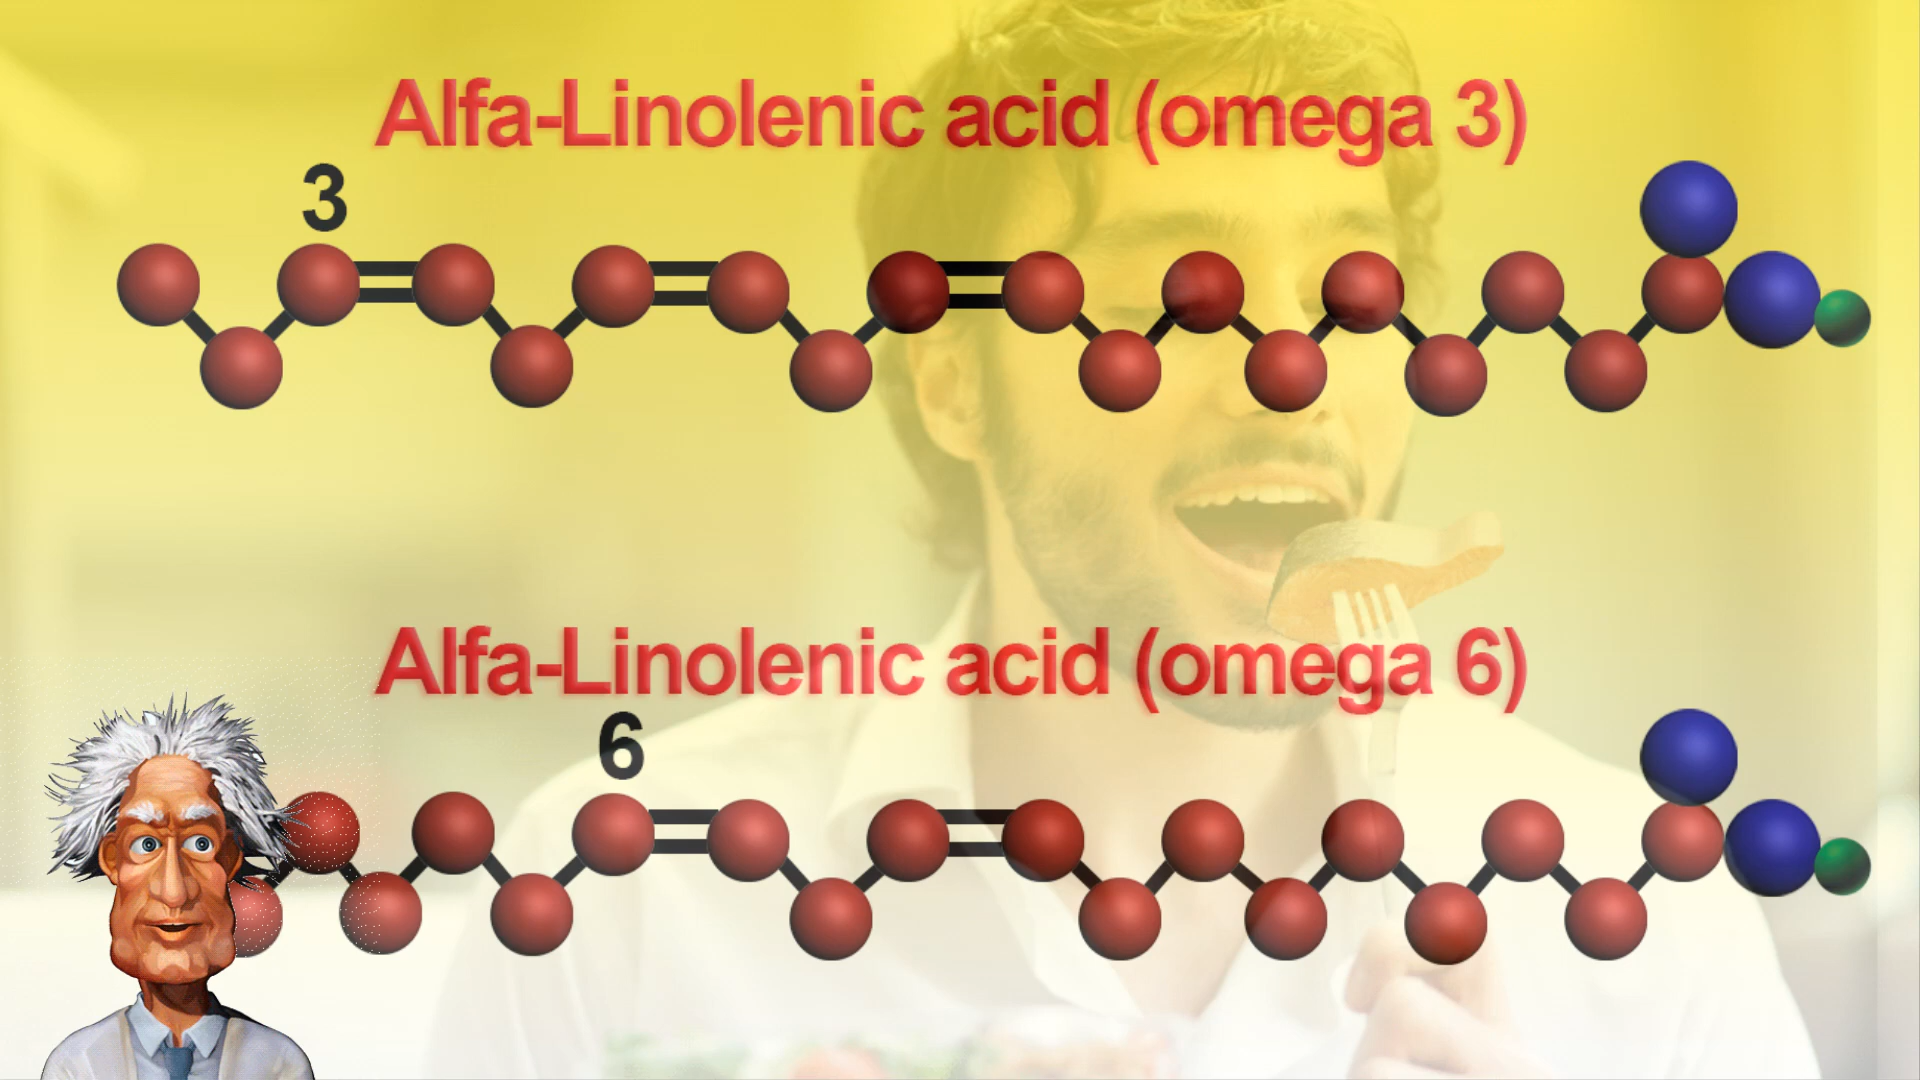 Alfa-Linolenic acid (omega 3)
3
Alfa-Linolenic acid (omega 6)
6